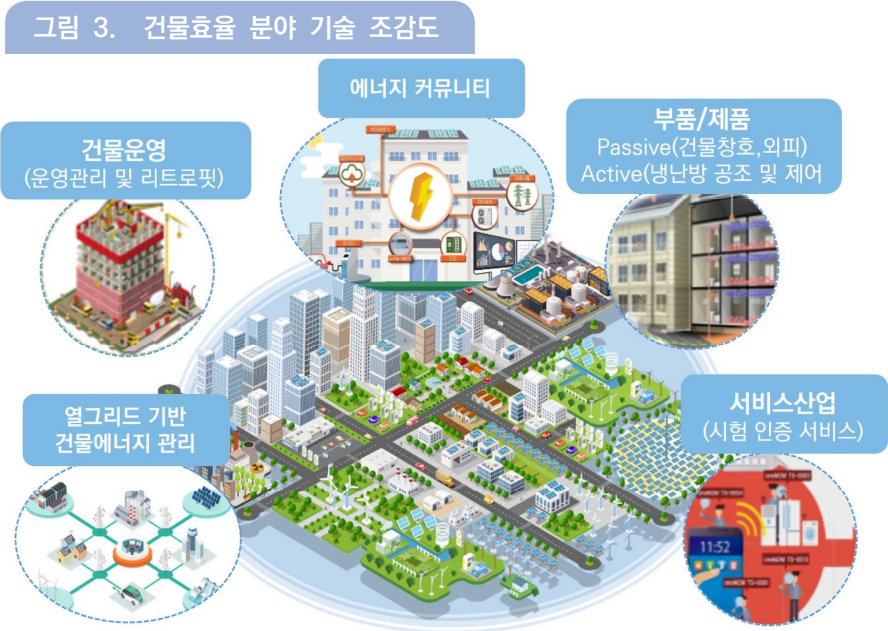 그림 3. 건물효율 분야 기술 조감도
에너지 커뮤니티
건물운영
(운영관리 및 리트로핏)
부품/제품
Passive(건물창호,외피)
Active(냉난방 공조 및 제어
열그리드 기반
건물에너지 관리
서비스산업
(시험 인증 서비스)
11:52